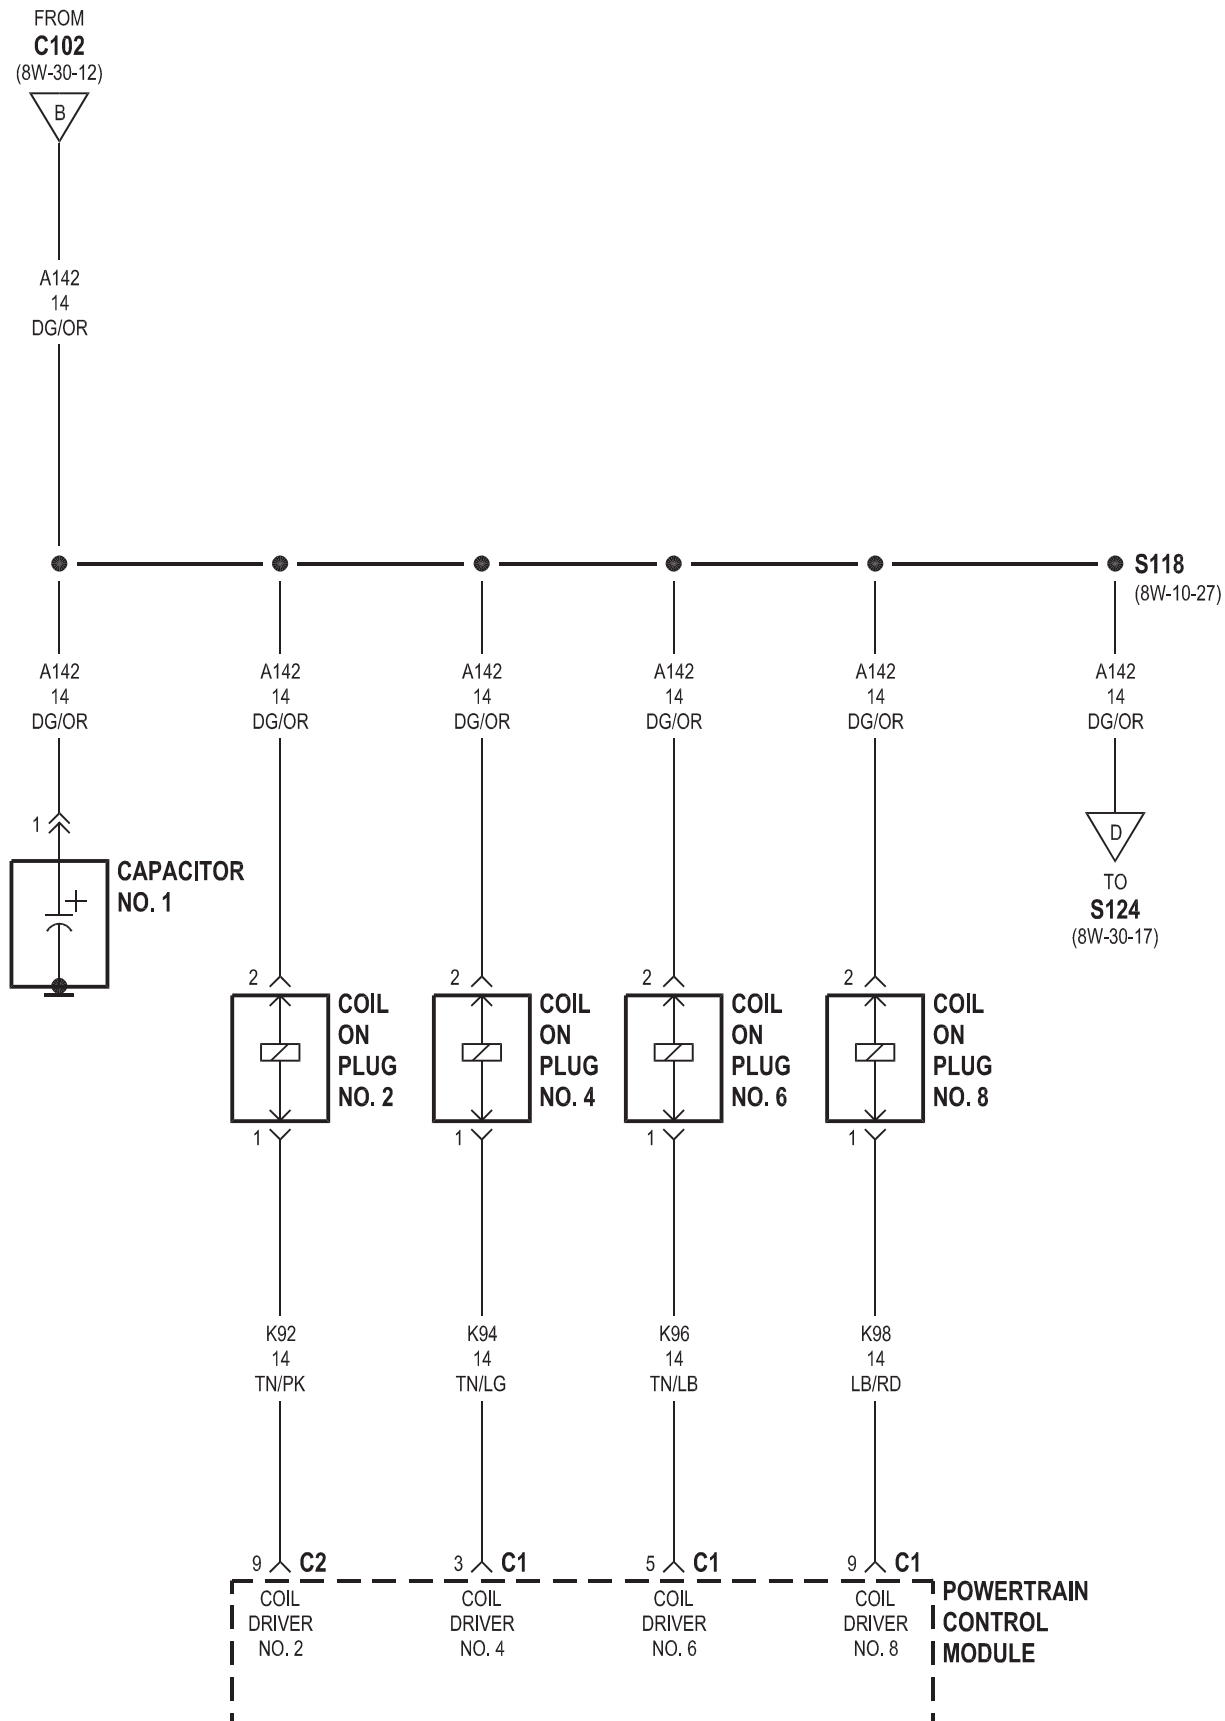 FROM
C102
(8W-30-12)
B
A142
14
DG/OR
S118
(8W-10-27)
A142
14
DG/OR
A142
14
DG/OR
A142
14
DG/OR
A142
14
DG/OR
A142
14
DG/OR
A142
14
DG/OR
1
CAPACITOR
NO. 1
+
D
TO
S124
(8W-30-17)
2
COIL
ON
PLUG
NO. 2
1
2
COIL
ON
PLUG
NO. 4
1
2
COIL
ON
PLUG
NO. 6
1
2
COIL
ON
PLUG
NO. 8
1
K92
14
TN/PK
K94
14
TN/LG
K96
14
TN/LB
K98
14
LB/RD
9 C2
3 C1
5 C1
9 C1
COIL
DRIVER
NO. 2
COIL
DRIVER
NO. 4
COIL
DRIVER
NO. 6
COIL
DRIVER
NO. 8
POWERTRAIN
CONTROL
MODULE